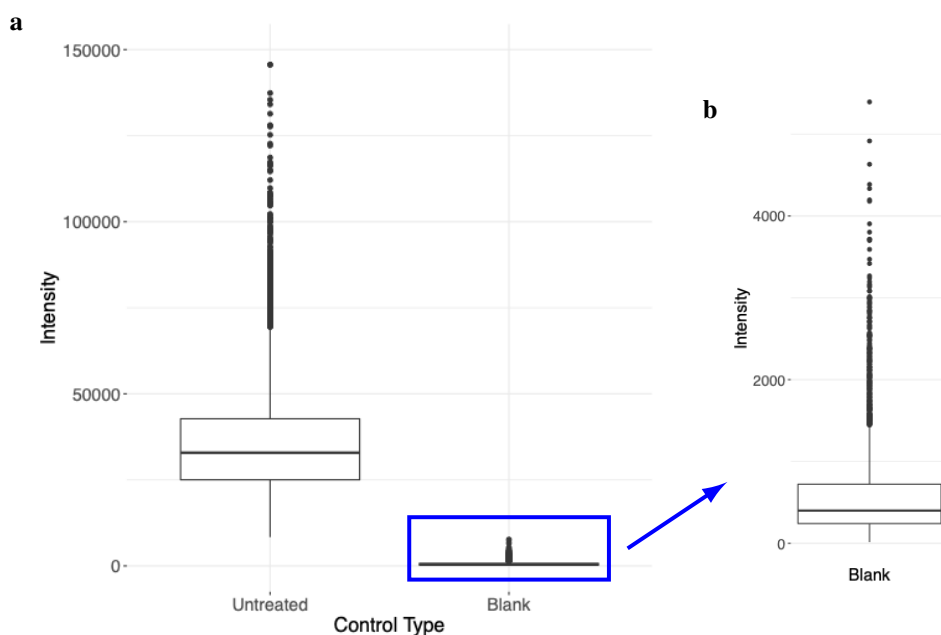 a
150000
100000
50000
0
Intensity
Untreated
Blank
Control Type
b
4000
2000
0
Intensity
Blank